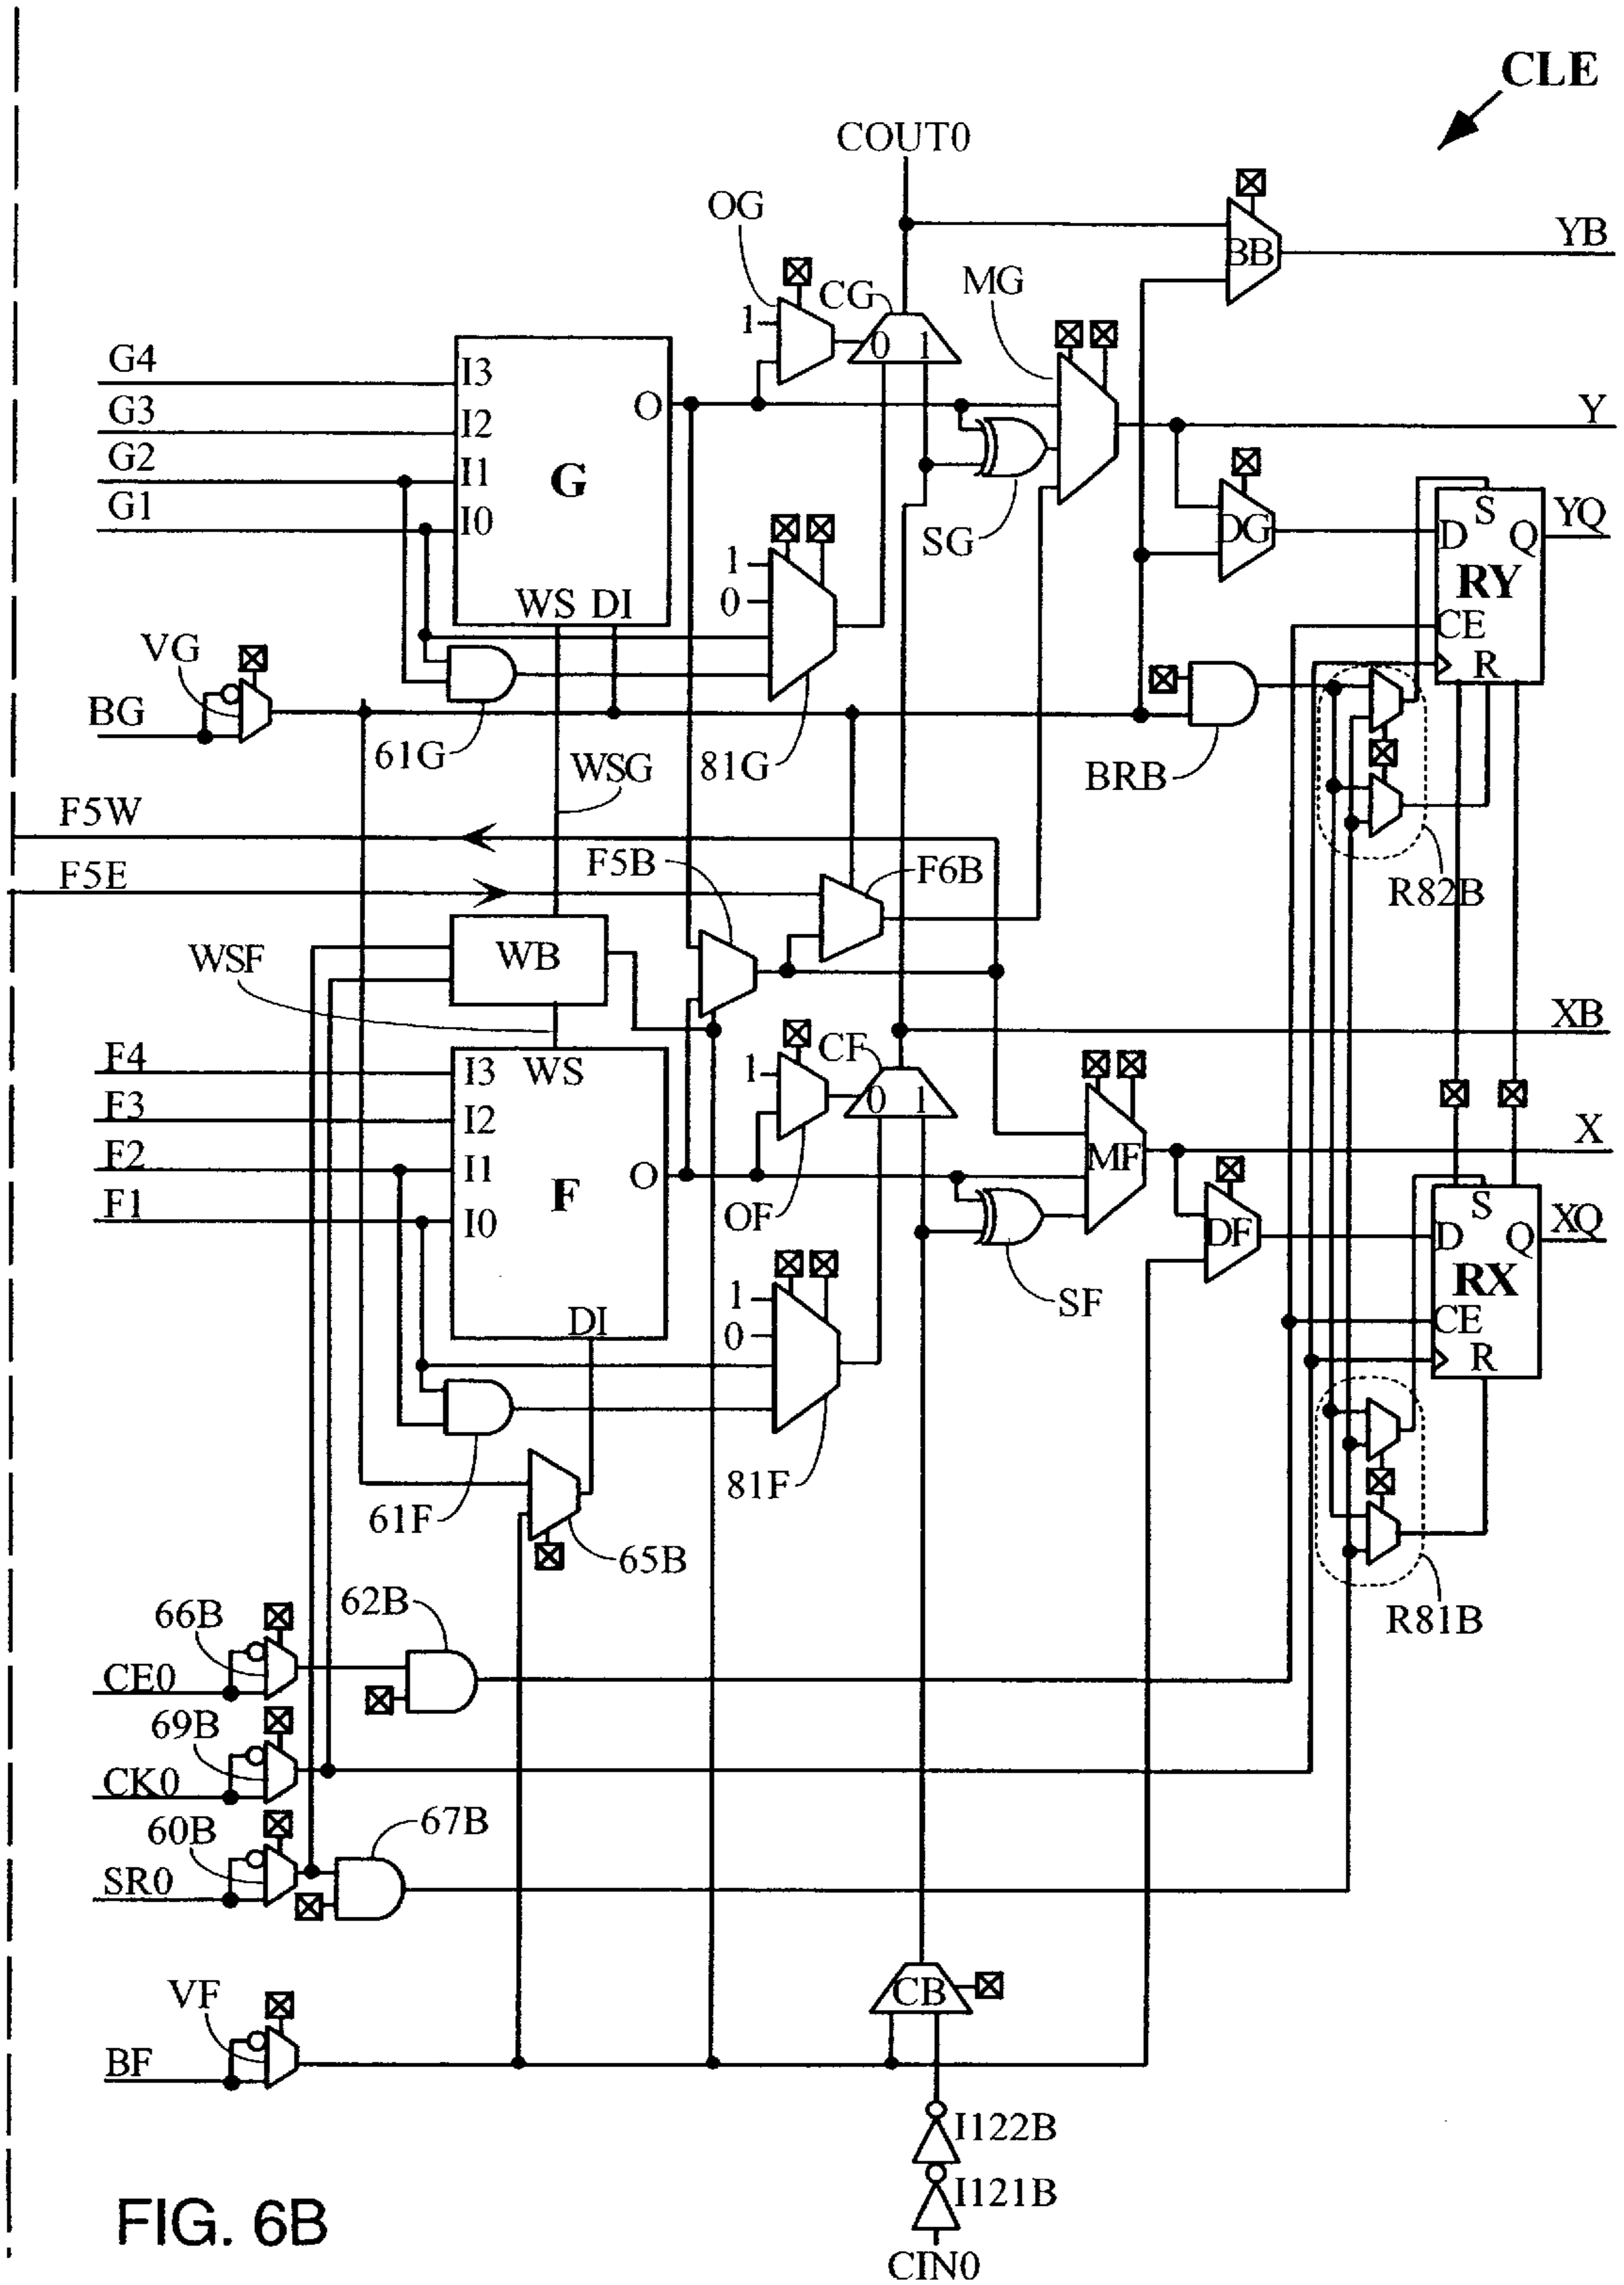 CLE
COUT0
OG
CG
MG
BB
YB
1
0 1
G4
G3
G2
G1
I3
I2
I1
I0
G
O
WS DI
Y
SG
DG
S
D Q
RY
CE
R
YQ
1
0
VG
BG
61G
WSG
81G
BRB
R82B
F5W
F5E
F5B
F6B
WSF
WB
XB
F4
F3
F2
F1
I3
I2
I1
I0
WS
F
O
DI
1
OF
CF
0 1
MF
X
SF
DF
S
D Q
RX
CE
R
XQ
1
0
61F
81F
65B
R81B
66B
62B
CE0
69B
CK0
60B
67B
SR0
VF
BF
CB
I122B
I121B
CIN0
FIG. 6B